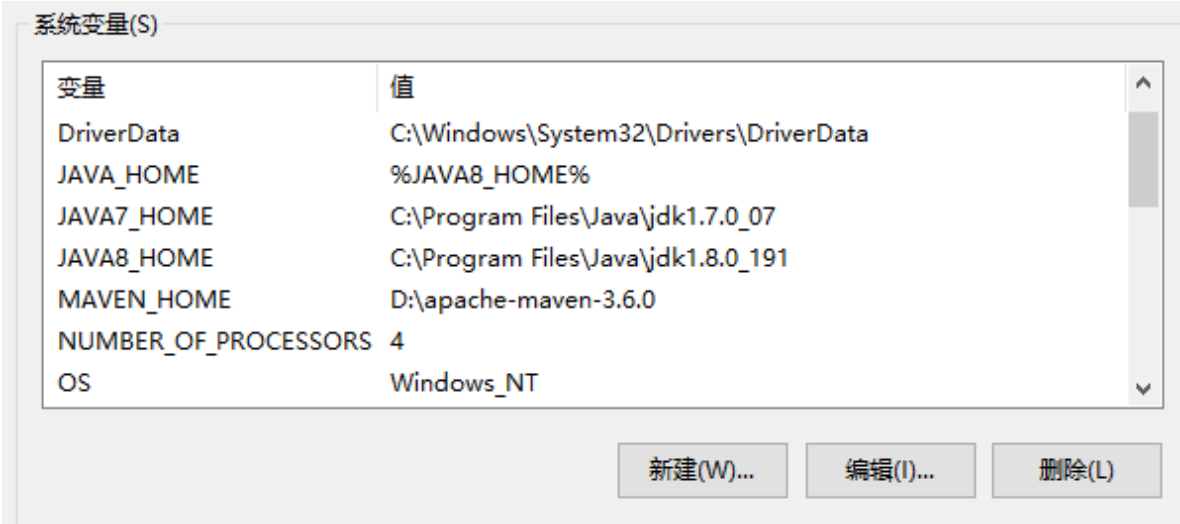 系统变量(S)
变量 值
DriverData C:\Windows\System32\Drivers\DriverData
JAVA_HOME %JAVA8_HOME%
JAVA7_HOME C:\Program Files\Java\jdk1.7.0_07
JAVA8_HOME C:\Program Files\Java\jdk1.8.0_191
MAVEN_HOME D:\apache-maven-3.6.0
NUMBER_OF_PROCESSORS 4
OS Windows_NT
新建(W)... 编辑(I)... 删除(L)